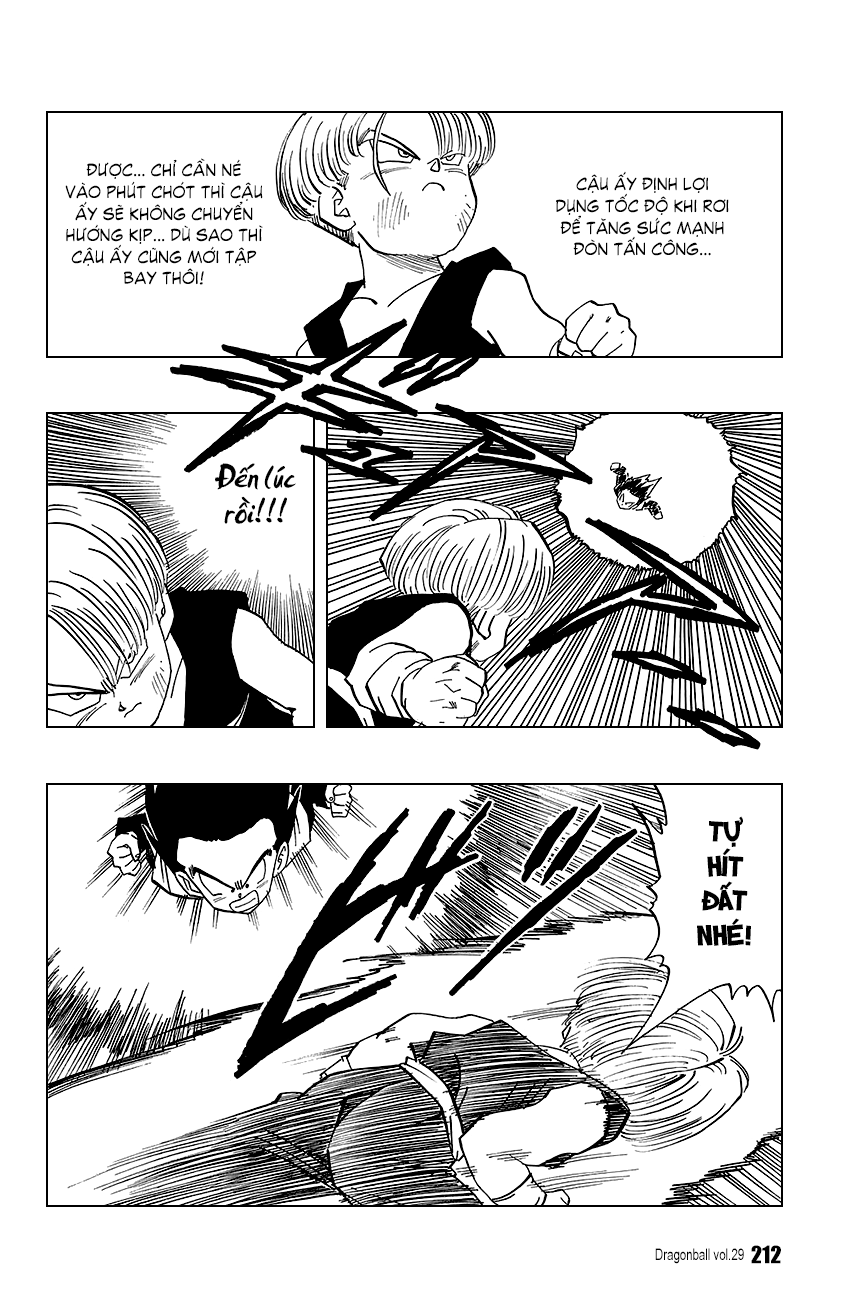 CẬU ẤY ĐỊNH LỢI
DỤNG TỐC ĐỘ KHI RƠI
ĐỂ TĂNG SỨC MẠNH
ĐÒN TẤN CÔNG...
ĐƯỢC... CHỈ CẦN NÉ
VÀO PHÚT CHÓT THÌ CẬU
ẤY SẼ KHÔNG CHUYỂN
HƯỚNG KỊP... DÙ SAO THÌ
CẬU ẤY CŨNG MỚI TẬP
BAY THÔI!
Đến lúc
rồi!!!
TỰ
HÍT
ĐẤT
NHÉ!
Dragonball vol.29 212